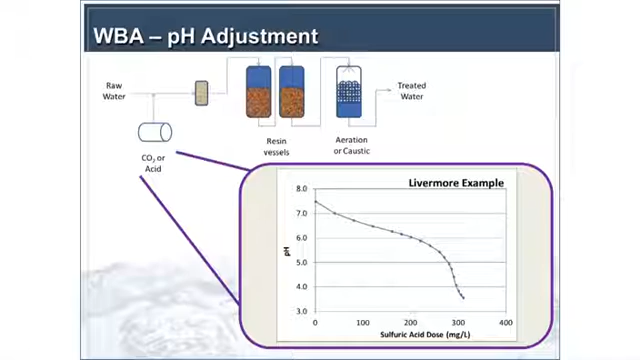 WBA – pH Adjustment
Raw
Water
Treated
Water
CO₂ or
Acid
Resin
vessels
Aeration
or Caustic
Livermore Example
8.0
7.0
6.0
5.0
4.0
3.0
pH
0
100
200
300
400
Sulfuric Acid Dose (mg/L)